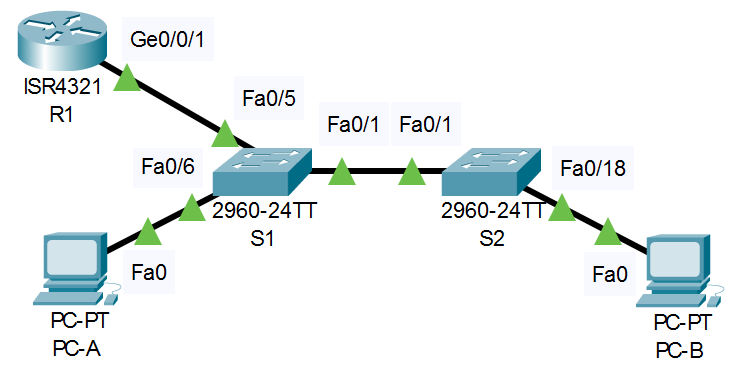 Ge0/0/1
ISR4321
R1
Fa0/5
Fa0/1
Fa0/1
Fa0/6
Fa0/18
2960-24TT
S1
2960-24TT
S2
Fa0
Fa0
PC-PT
PC-A
PC-PT
PC-B